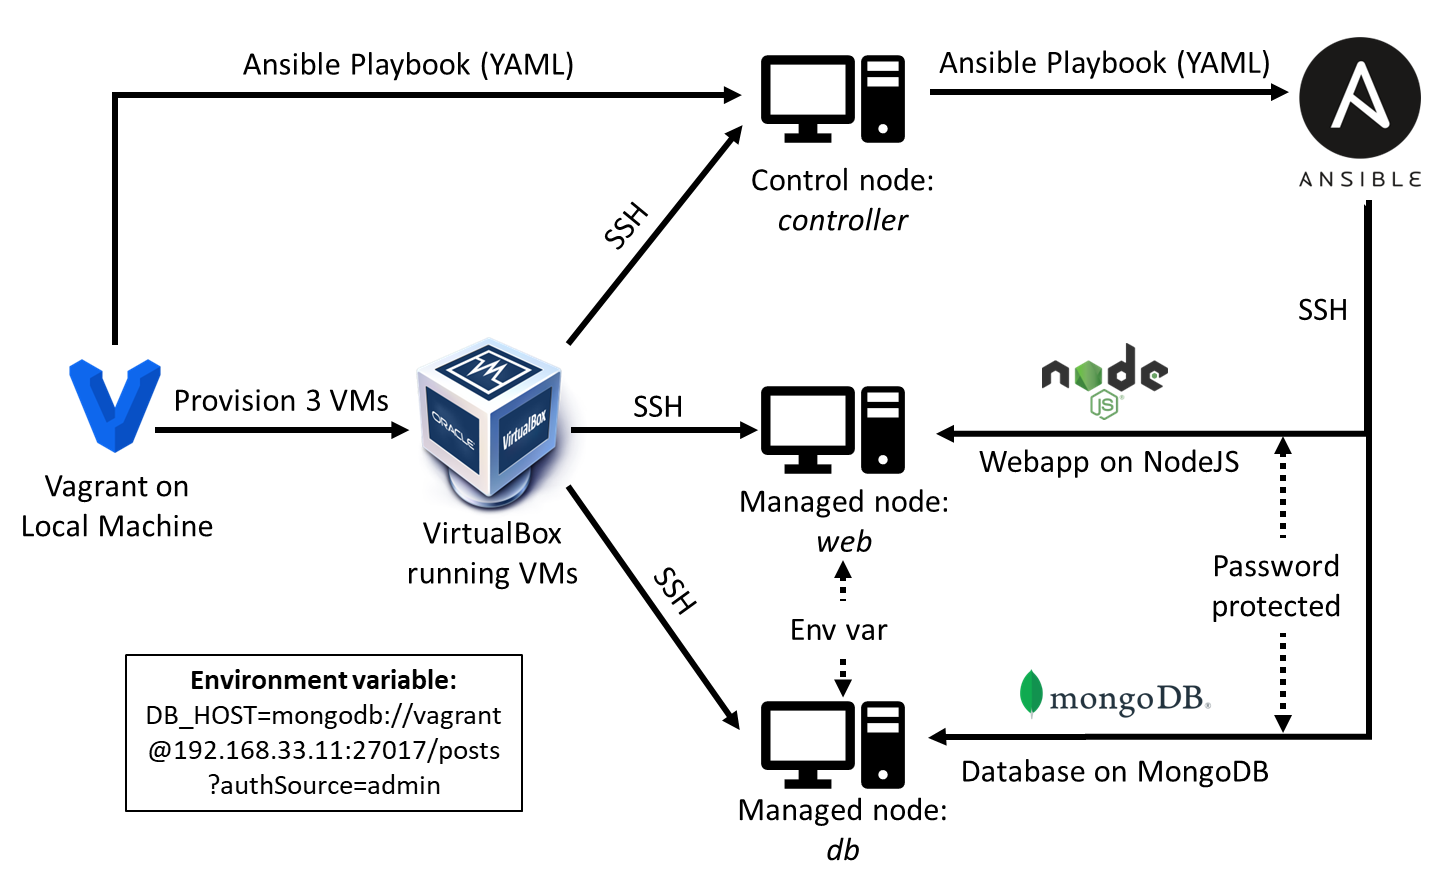 Ansible Playbook (YAML)
Ansible Playbook (YAML)
ANSIBLE
Control node:
controller
SSH
SSH
node
JS
Provision 3 VMs
ORACLE
VirtualBox
SSH
Webapp on NodeJS
Vagrant on
Local Machine
Managed node:
web
VirtualBox
running VMs
SSH
Password
protected
Env var
Environment variable:
DB_HOST=mongodb://vagrant
@192.168.33.11:27017/posts
?authSource=admin
mongoDB®
Database on MongoDB
Managed node:
db